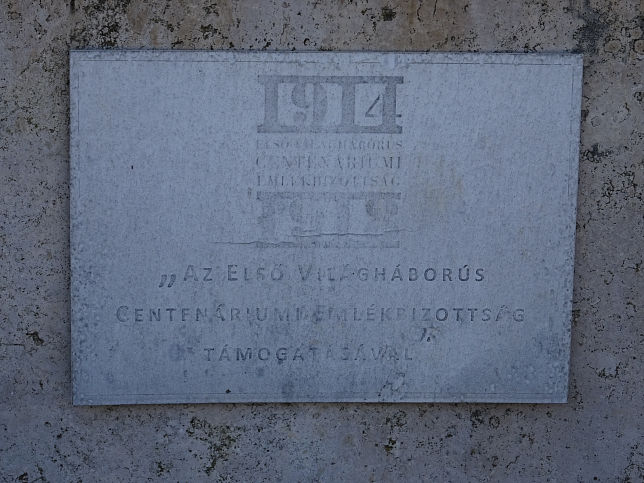 1914
ELSŐ VILÁGHÁBORÚS
CENTENÁRIUMI
EMLÉKBIZOTTSÁG
„AZ ELSŐ VILÁGHÁBORÚS
CENTENÁRIUMI EMLÉKBIZOTTSÁG
TÁMOGATÁSÁVAL”